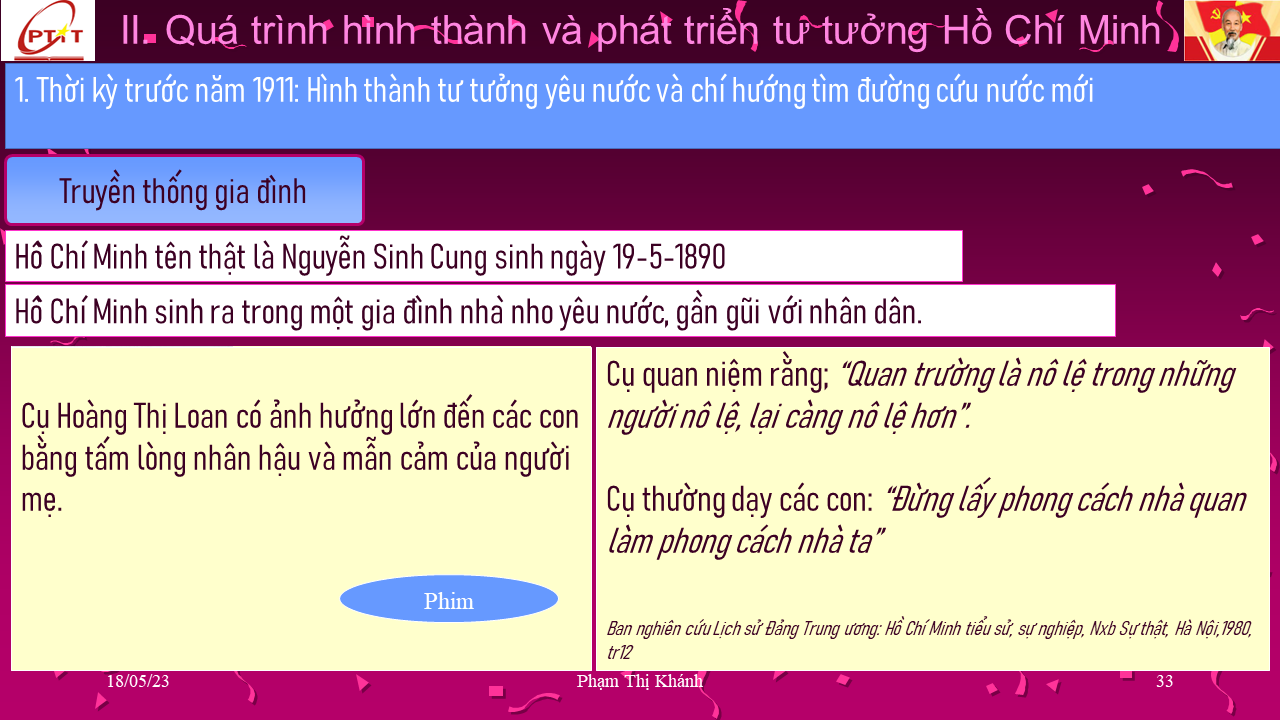 PTIT
II. Quá trình hình thành và phát triển tư tưởng Hồ Chí Minh
1. Thời kỳ trước năm 1911: Hình thành tư tưởng yêu nước và chí hướng tìm đường cứu nước mới
Truyền thống gia đình
Hồ Chí Minh tên thật là Nguyễn Sinh Cung sinh ngày 19-5-1890
Hồ Chí Minh sinh ra trong một gia đình nhà nho yêu nước, gần gũi với nhân dân.
Cụ Hoàng Thị Loan có ảnh hưởng lớn đến các con
bằng tấm lòng nhân hậu và mẫn cảm của người
mẹ.
Phim
Cụ quan niệm rằng; “Quan trường là nô lệ trong những
người nô lệ, lại càng nô lệ hơn”.
Cụ thường dạy các con: “Đừng lấy phong cách nhà quan
làm phong cách nhà ta”
Ban nghiên cứu Lịch sử Đảng Trung ương: Hồ Chí Minh tiểu sử, sự nghiệp, Nxb Sự thật, Hà Nội,1980,
tr12
18/05/23
Phạm Thị Khánh
33